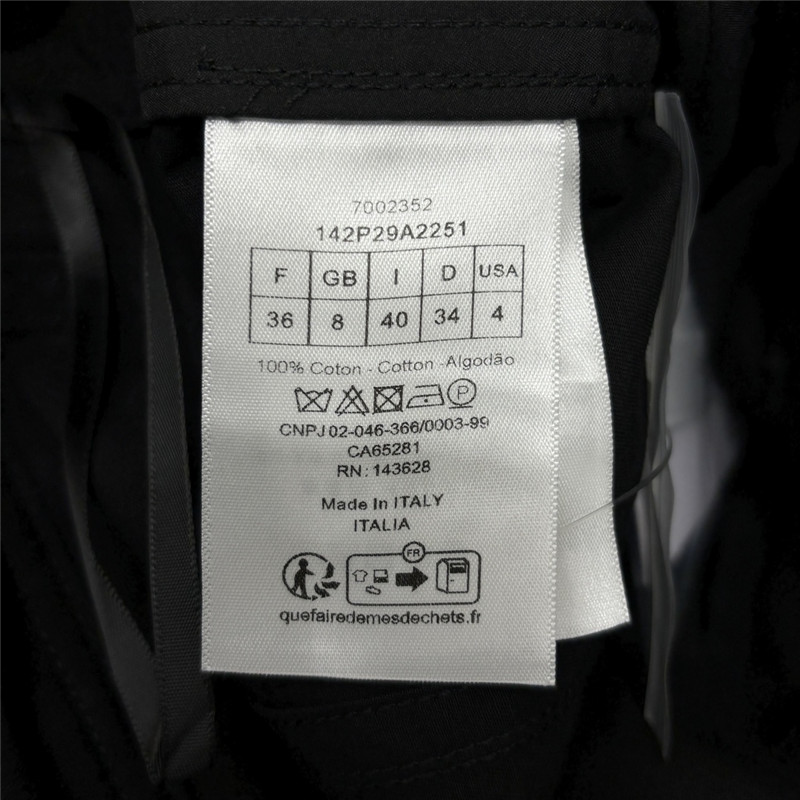 7002352
142P29A2251
F GB I D USA
36 8 40 34 4
100% Coton - Cotton -Algodão
P
CNPJ 02-046-366/0003-99
CA65281
RN: 143628
Made In ITALY
ITALIA
FR
quefairedemesdechets.fr